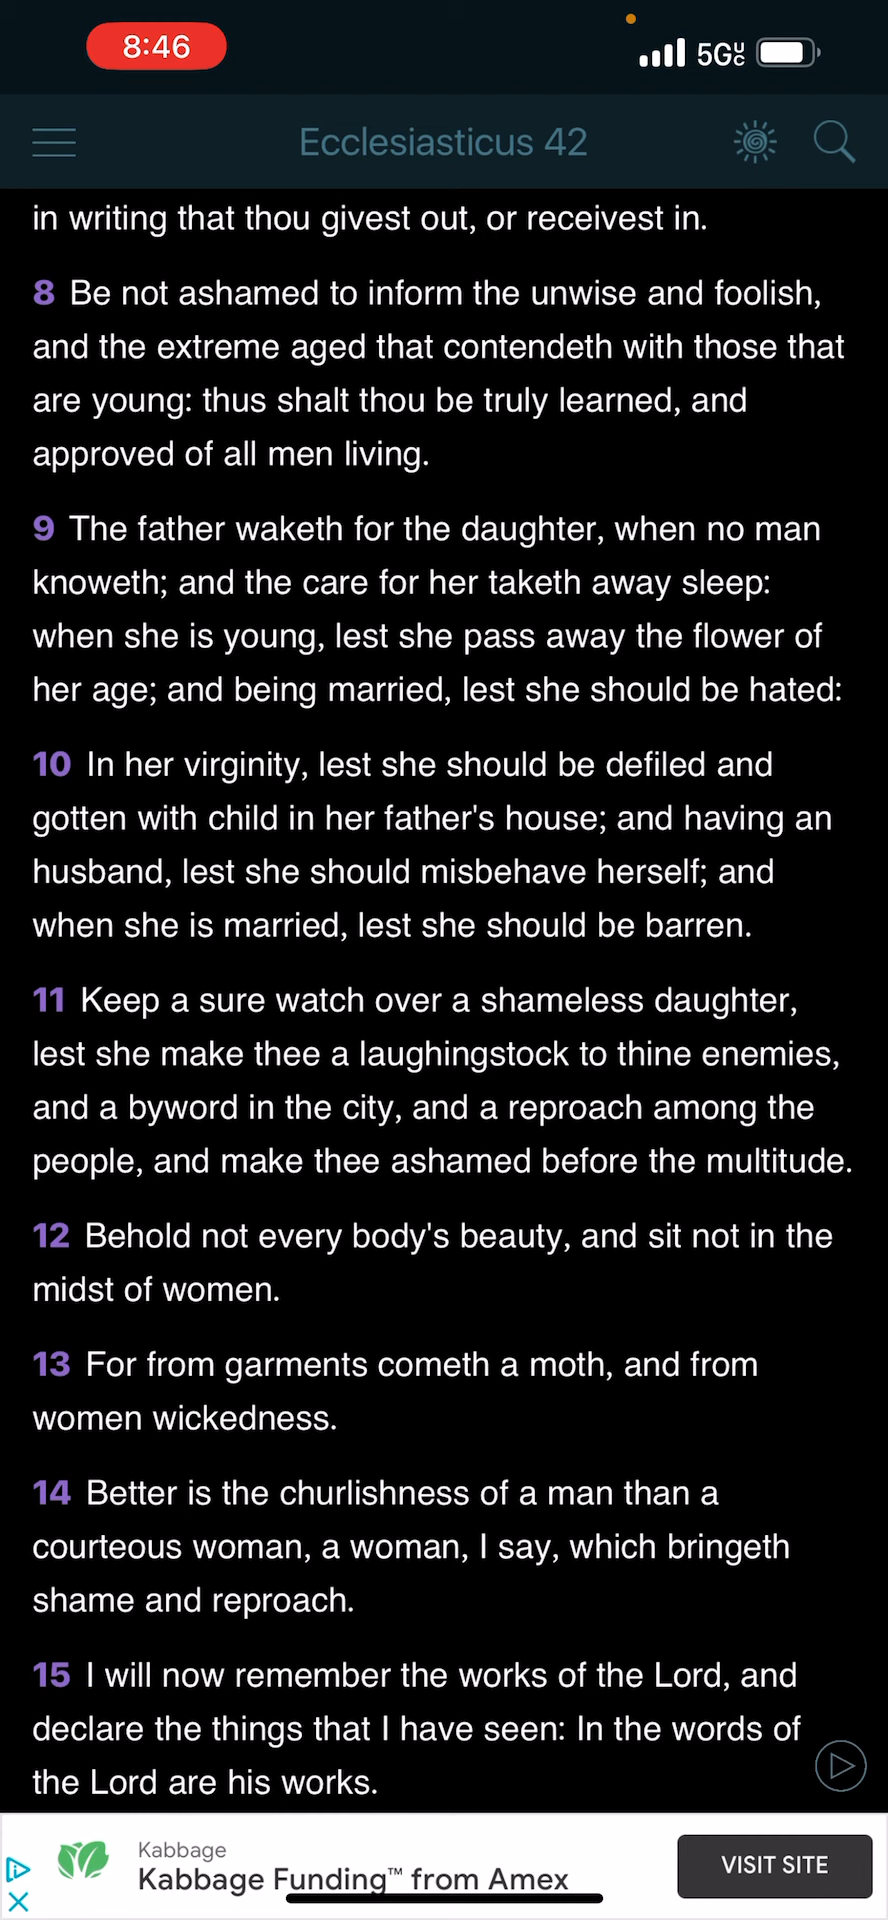 8:46
5G UC
Ecclesiasticus 42
in writing that thou givest out, or receivest in.
8 Be not ashamed to inform the unwise and foolish,
and the extreme aged that contendeth with those that
are young: thus shalt thou be truly learned, and
approved of all men living.
9 The father waketh for the daughter, when no man
knoweth; and the care for her taketh away sleep:
when she is young, lest she pass away the flower of
her age; and being married, lest she should be hated:
10 In her virginity, lest she should be defiled and
gotten with child in her father's house; and having an
husband, lest she should misbehave herself; and
when she is married, lest she should be barren.
11 Keep a sure watch over a shameless daughter,
lest she make thee a laughingstock to thine enemies,
and a byword in the city, and a reproach among the
people, and make thee ashamed before the multitude.
12 Behold not every body's beauty, and sit not in the
midst of women.
13 For from garments cometh a moth, and from
women wickedness.
14 Better is the churlishness of a man than a
courteous woman, a woman, I say, which bringeth
shame and reproach.
15 I will now remember the works of the Lord, and
declare the things that I have seen: In the words of
the Lord are his works.
Kabbage
Kabbage Funding™ from Amex
VISIT SITE